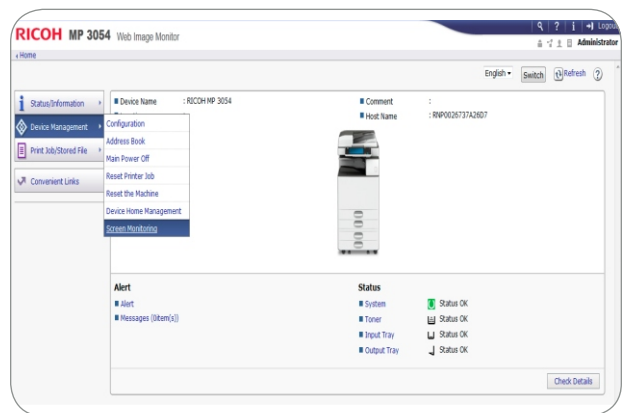 RICOH MP 3054 Web Image Monitor
Logou
Administrator
Home
English Switch Refresh
Status/Information
Device Name : RICOH MP 3054
Comment :
Device Management
Configuration
Host Name : RNP0026737A26D7
Address Book
Print Job/Stored File
Main Power Off
Reset Printer Job
Convenient Links
Reset the Machine
Device Home Management
Screen Monitoring
Alert
Status
Alert
System Status OK
Messages (0item(s))
Toner Status OK
Input Tray Status OK
Output Tray Status OK
Check Details